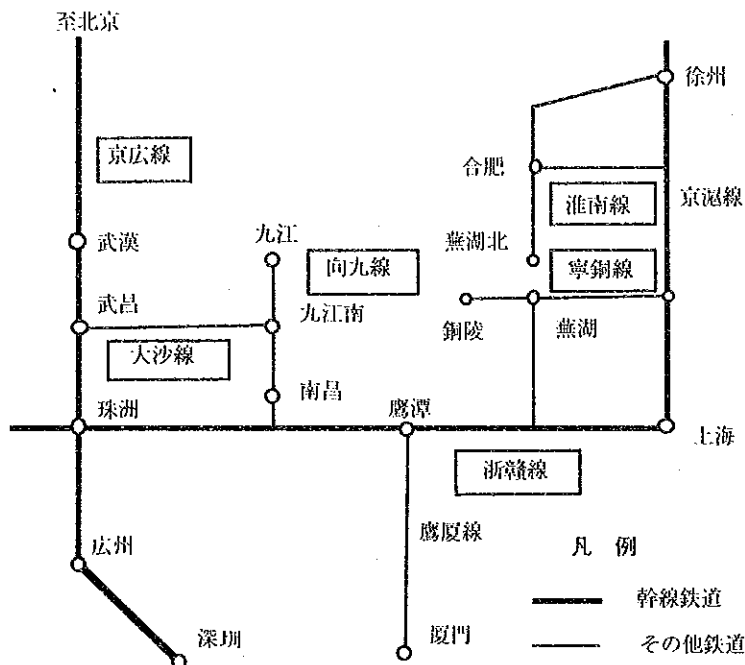 至北京
徐州
京広線
合肥
淮南線
京滬線
武漢
九江
向九線
蕪湖北
寧銅線
武昌
九江南
銅陵
蕪湖
大沙線
南昌
珠洲
鷹潭
上海
浙贛線
鷹厦線
広州
凡 例
幹線鉄道
深圳
厦門
その他鉄道